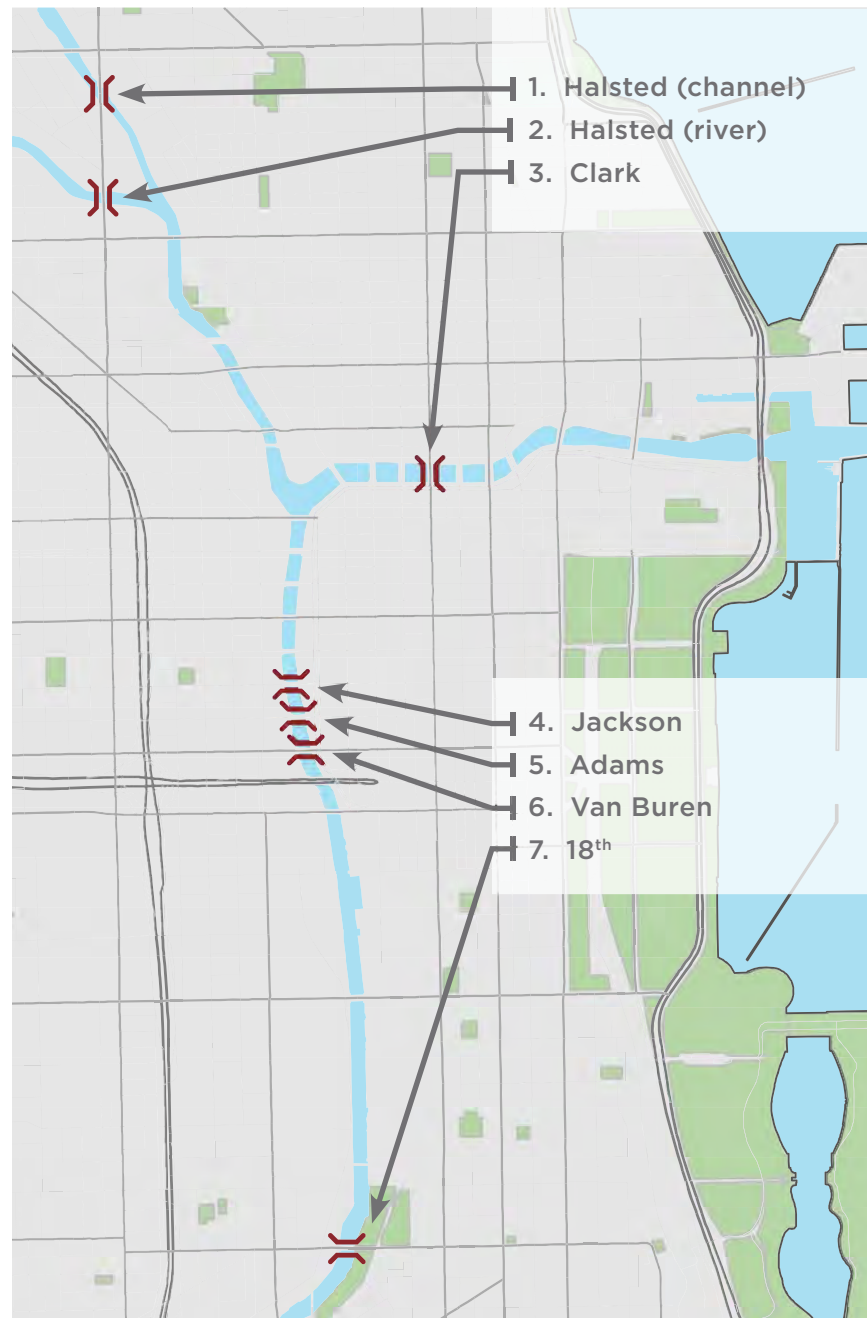 1. Halsted (channel)
2. Halsted (river)
3. Clark
4. Jackson
5. Adams
6. Van Buren
7. 18th